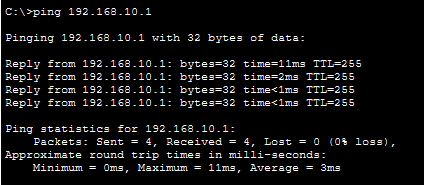 C:\>ping 192.168.10.1
Pinging 192.168.10.1 with 32 bytes of data:
Reply from 192.168.10.1: bytes=32 time=11ms TTL=255
Reply from 192.168.10.1: bytes=32 time=2ms TTL=255
Reply from 192.168.10.1: bytes=32 time<1ms TTL=255
Reply from 192.168.10.1: bytes=32 time<1ms TTL=255
Ping statistics for 192.168.10.1:
    Packets: Sent = 4, Received = 4, Lost = 0 (0% loss),
Approximate round trip times in milli-seconds:
    Minimum = 0ms, Maximum = 11ms, Average = 3ms